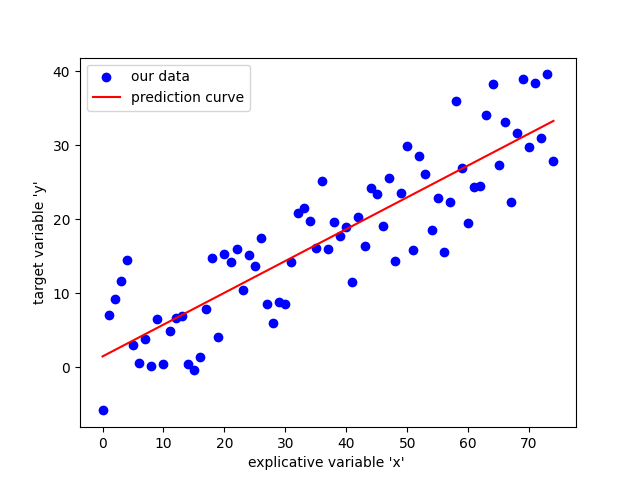 our data
prediction curve
40
30
20
10
0
target variable 'y'
0 10 20 30 40 50 60 70
explicative variable 'x'